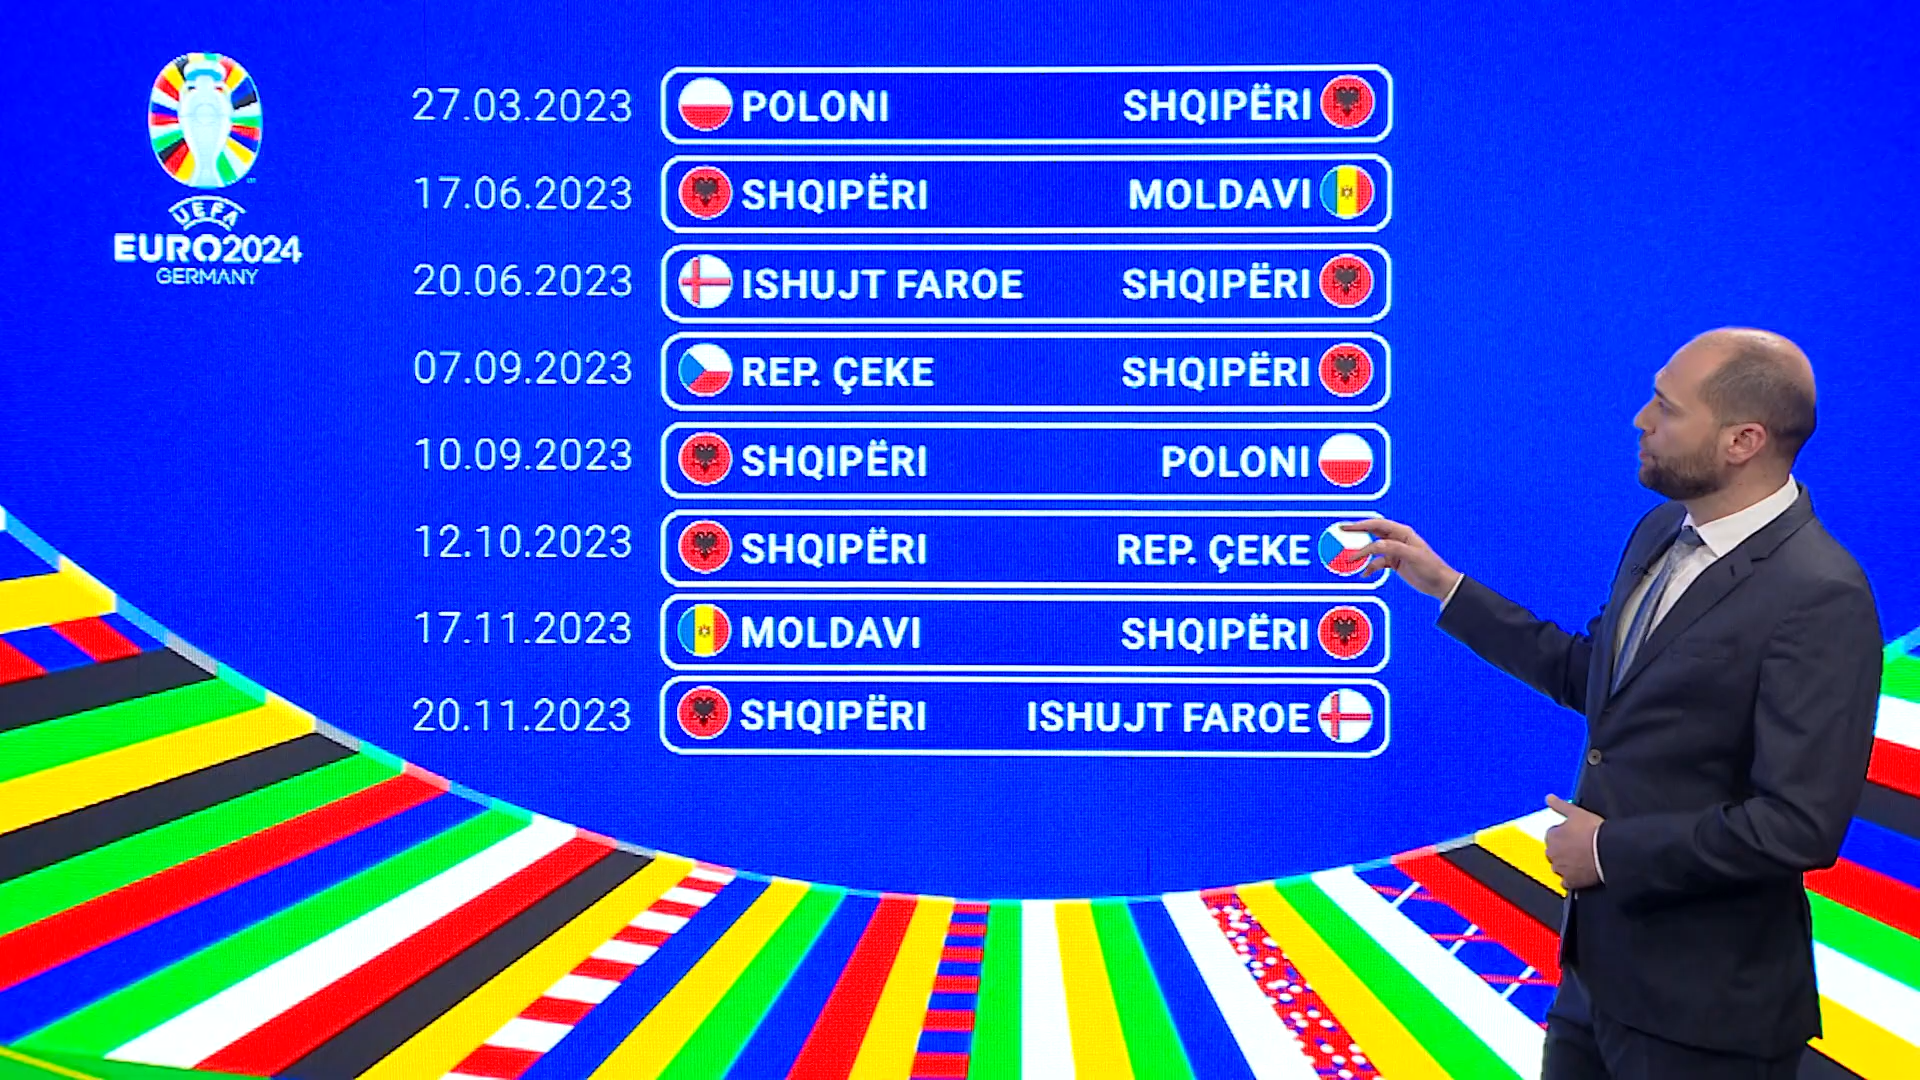 UEFA
EURO2024
GERMANY
27.03.2023 POLONI SHQIPËRI
17.06.2023 SHQIPËRI MOLDAVI
20.06.2023 ISHUJT FAROE SHQIPËRI
07.09.2023 REP. ÇEKE SHQIPËRI
10.09.2023 SHQIPËRI POLONI
12.10.2023 SHQIPËRI REP. ÇEKE
17.11.2023 MOLDAVI SHQIPËRI
20.11.2023 SHQIPËRI ISHUJT FAROE